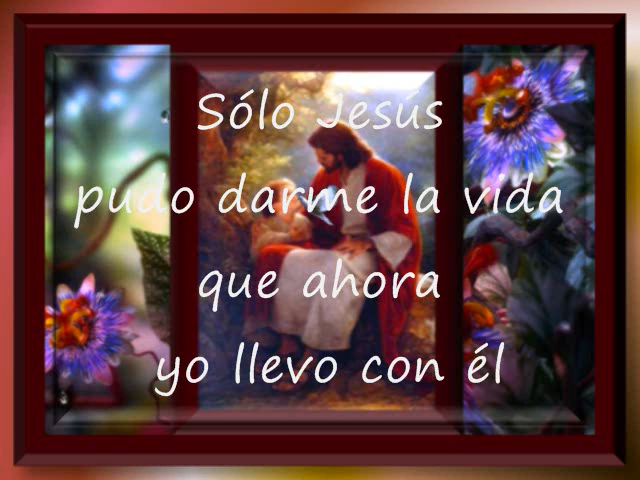 Sólo Jesús
pudo darme la vida
que ahora
yo llevo con él